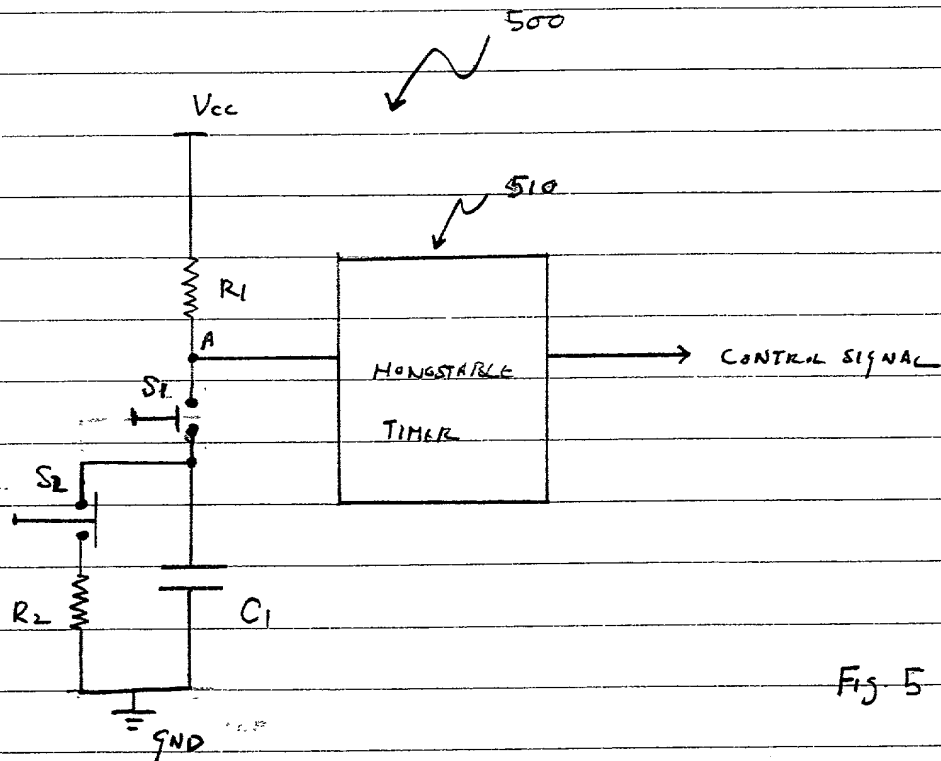 500
Vcc
510
R1
A
MONOSTABLE
TIMER
CONTROL SIGNAL
S1
S2
R2
C1
GND
Fig. 5